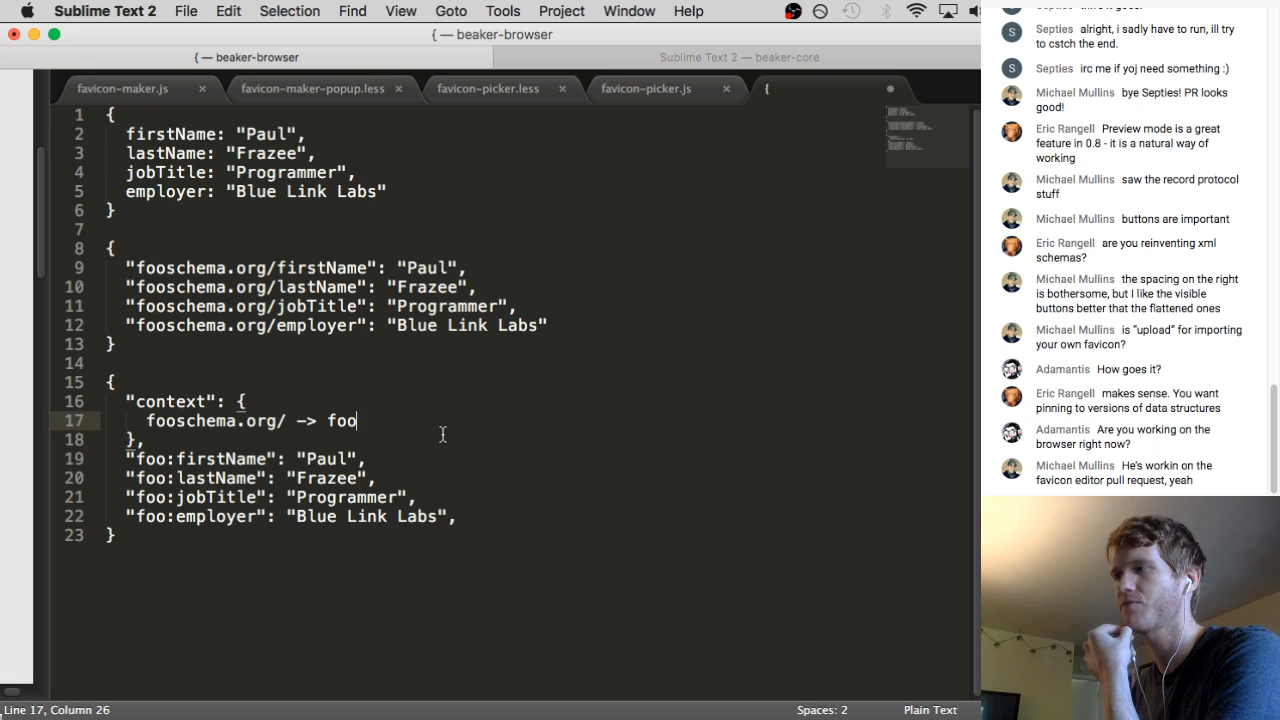 Sublime Text 2 File Edit Selection Find View Goto Tools Project Window Help
{ — beaker-browser
{ — beaker-browser
Sublime Text 2 — beaker-core
favicon-maker.js × favicon-maker-popup.less × favicon-picker.less × favicon-picker.js × {
1 {
2 firstName: "Paul",
3 lastName: "Frazee",
4 jobTitle: "Programmer",
5 employer: "Blue Link Labs"
6 }
7
8 {
9 "fooschema.org/firstName": "Paul",
10 "fooschema.org/lastName": "Frazee",
11 "fooschema.org/jobTitle": "Programmer",
12 "fooschema.org/employer": "Blue Link Labs"
13 }
14
15 {
16 "context": {
17 fooschema.org/ -> foo
18 },
19 "foo:firstName": "Paul",
20 "foo:lastName": "Frazee",
21 "foo:jobTitle": "Programmer",
22 "foo:employer": "Blue Link Labs",
23 }
Line 17, Column 26
Spaces: 2
Plain Text
S Septies alright, i sadly have to run, ill try
to cstch the end.
S Septies irc me if yoj need something :)
Michael Mullins bye Septies! PR looks
good!
Eric Rangell Preview mode is a great
feature in 0.8 - it is a natural way of
working
Michael Mullins saw the record protocol
stuff
Michael Mullins buttons are important
Eric Rangell are you reinventing xml
schemas?
Michael Mullins the spacing on the right
is bothersome, but I like the visible
buttons better that the flattened ones
Michael Mullins is "upload" for importing
your own favicon?
Adamantis How goes it?
Eric Rangell makes sense. You want
pinning to versions of data structures
Adamantis Are you working on the
browser right now?
Michael Mullins He's workin on the
favicon editor pull request, yeah